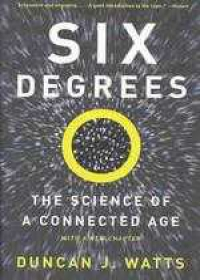 SIX
DEGREES
THE SCIENCE OF
A CONNECTED AGE
WITH A NEW CHAPTER
DUNCAN J. WATTS